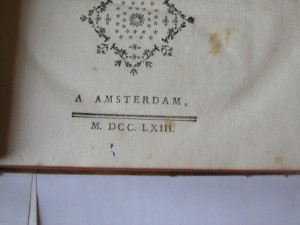 A AMSTERDAM,
M. DCC. LXIII.